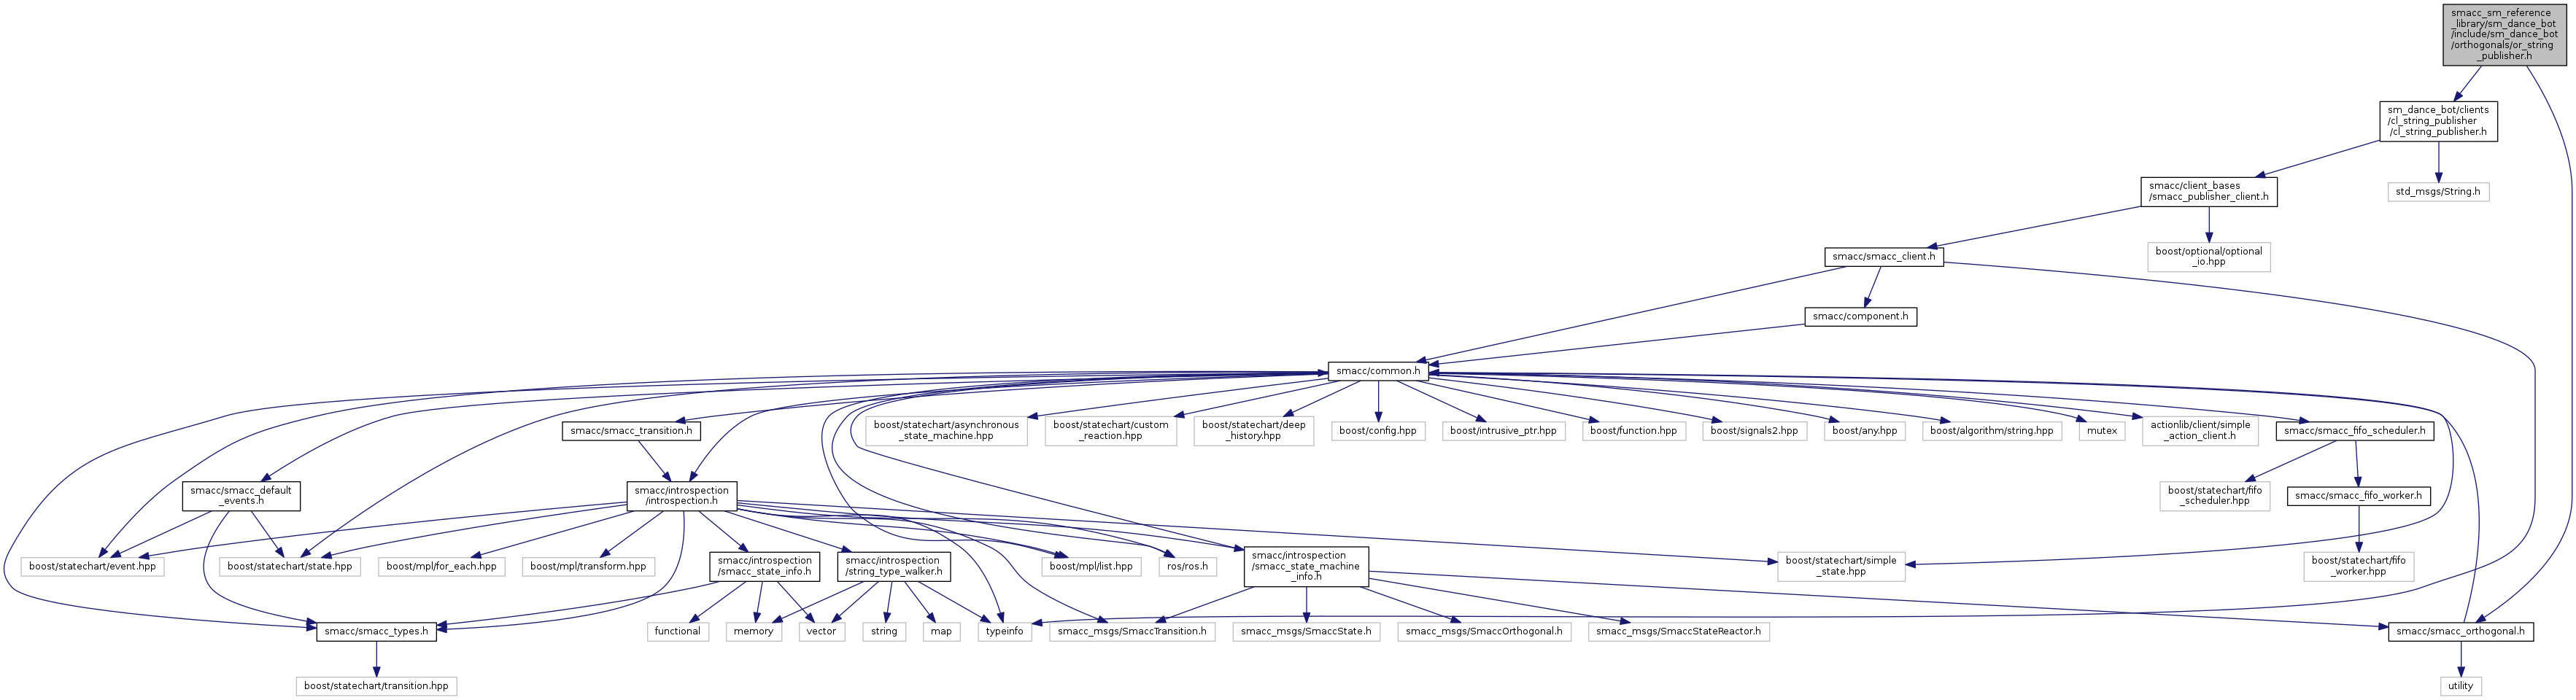 smacc_sm_reference
_library/sm_dance_bot
/include/sm_dance_bot
/orthogonals/or_string
_publisher.h
sm_dance_bot/clients
/cl_string_publisher
/cl_string_publisher.h
smacc/client_bases
/smacc_publisher_client.h
std_msgs/String.h
smacc/smacc_client.h
boost/optional/optional
_io.hpp
smacc/component.h
smacc/common.h
smacc/smacc_transition.h
boost/statechart/asynchronous
_state_machine.hpp
boost/statechart/custom
_reaction.hpp
boost/statechart/deep
_history.hpp
boost/config.hpp
boost/intrusive_ptr.hpp
boost/function.hpp
boost/signals2.hpp
boost/any.hpp
boost/algorithm/string.hpp
mutex
actionlib/client/simple
_action_client.h
smacc/smacc_fifo_scheduler.h
smacc/smacc_default
_events.h
smacc/introspection
/introspection.h
boost/statechart/fifo
_scheduler.hpp
smacc/smacc_fifo_worker.h
boost/statechart/event.hpp
boost/statechart/state.hpp
boost/mpl/for_each.hpp
boost/mpl/transform.hpp
smacc/introspection
/smacc_state_info.h
smacc/introspection
/string_type_walker.h
boost/mpl/list.hpp
ros/ros.h
smacc/introspection
/smacc_state_machine
_info.h
boost/statechart/simple
_state.hpp
boost/statechart/fifo
_worker.hpp
smacc/smacc_types.h
functional
memory
vector
string
map
typeinfo
smacc_msgs/SmaccTransition.h
smacc_msgs/SmaccState.h
smacc_msgs/SmaccOrthogonal.h
smacc_msgs/SmaccStateReactor.h
smacc/smacc_orthogonal.h
boost/statechart/transition.hpp
utility